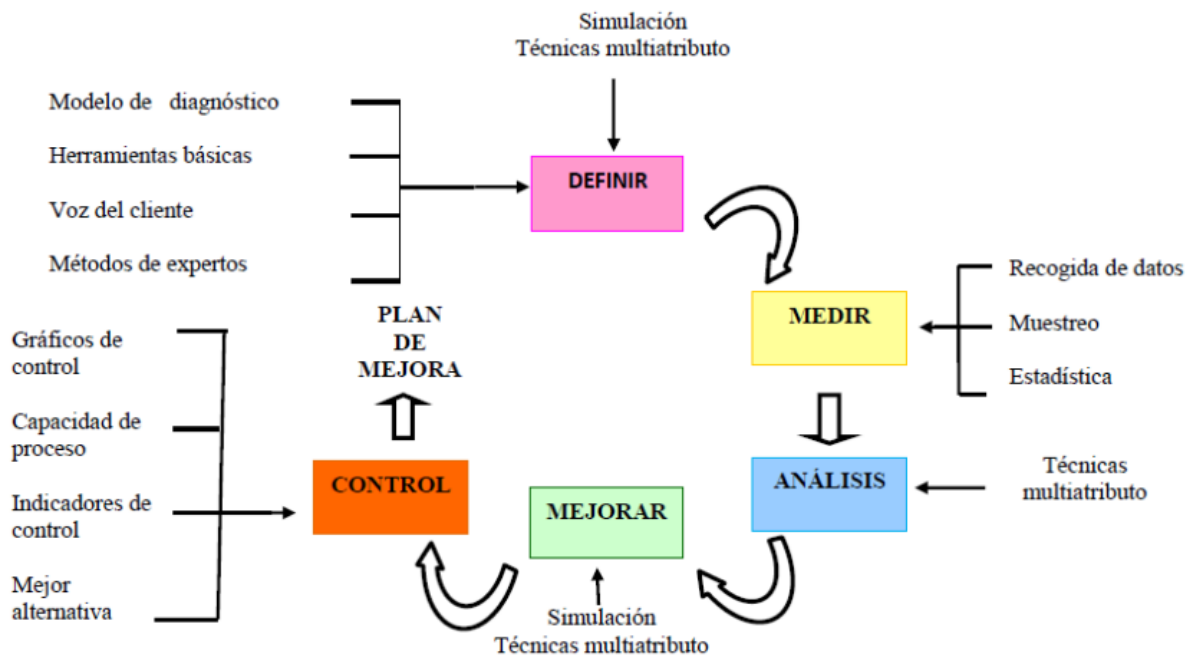 Simulación
Técnicas multiatributo
Modelo de diagnóstico
Herramientas básicas
Voz del cliente
Métodos de expertos
DEFINIR
MEDIR
Recogida de datos
Muestreo
Estadística
PLAN
DE
MEJORA
Gráficos de
control
Capacidad de
proceso
Indicadores de
control
Mejor
alternativa
CONTROL
MEJORAR
ANÁLISIS
Técnicas
multiatributo
Simulación
Técnicas multiatributo